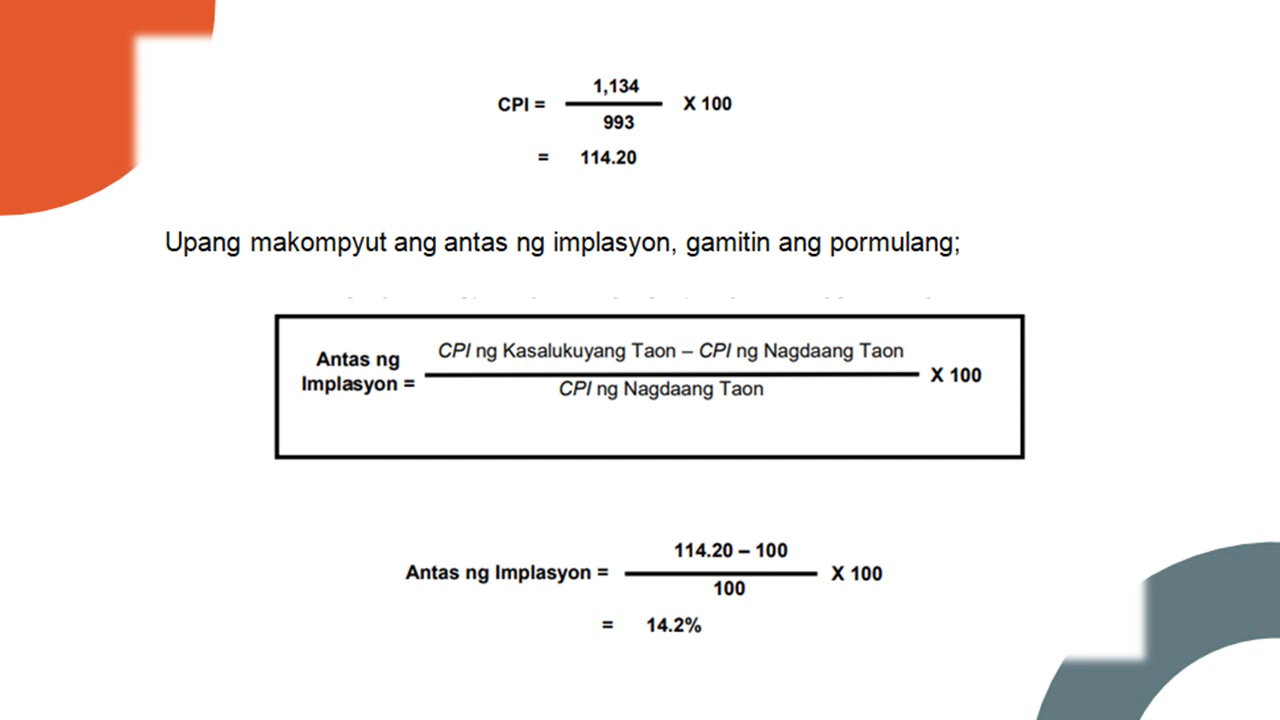 CPI = 1,134 X 100
993
= 114.20
Upang makompyut ang antas ng implasyon, gamitin ang pormulang;
Antas ng
Implasyon =
CPI ng Kasalukuyang Taon – CPI ng Nagdaang Taon
CPI ng Nagdaang Taon
X 100
Antas ng Implasyon = 114.20 – 100 X 100
100
= 14.2%